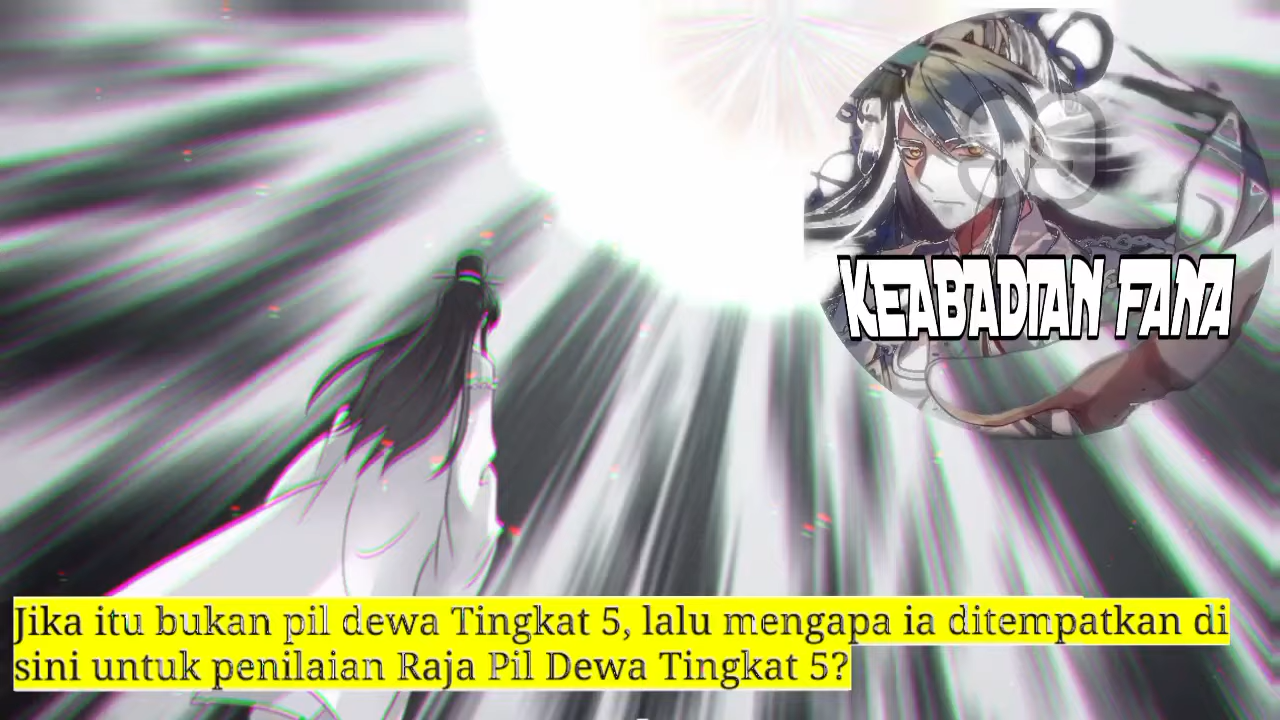 KEABADIAN FANA
Jika itu bukan pil dewa Tingkat 5, lalu mengapa ia ditempatkan di
sini untuk penilaian Raja Pil Dewa Tingkat 5?